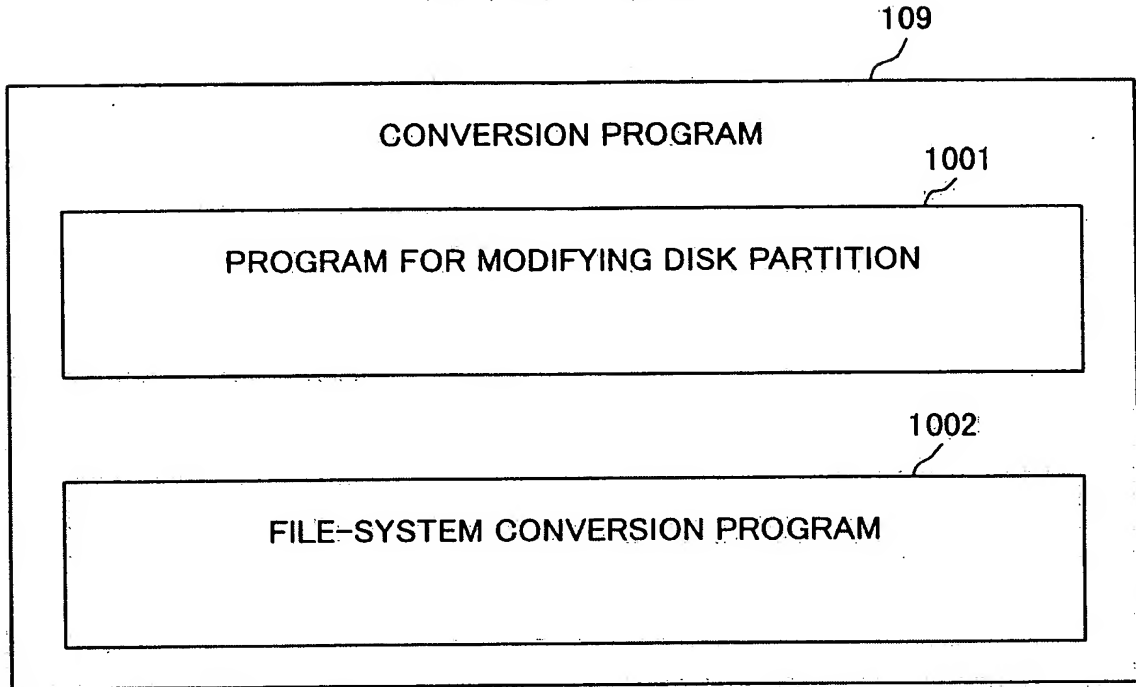 109
CONVERSION PROGRAM
1001
PROGRAM FOR MODIFYING DISK PARTITION
1002
FILE-SYSTEM CONVERSION PROGRAM